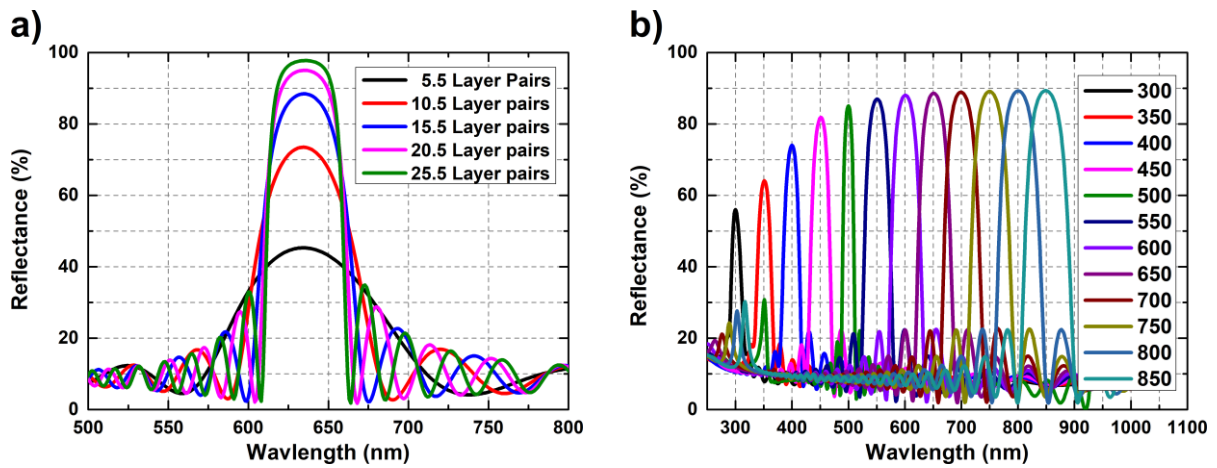 a)
100
80
60
40
20
0
Reflectance (%)
5.5 Layer Pairs
10.5 Layer pairs
15.5 Layer pairs
20.5 Layer pairs
25.5 Layer pairs
500 550 600 650 700 750 800
Wavlength (nm)
b)
100
80
60
40
20
0
Reflectance (%)
300
350
400
450
500
550
600
650
700
750
800
850
300 400 500 600 700 800 900 1000 1100
Wavlength (nm)